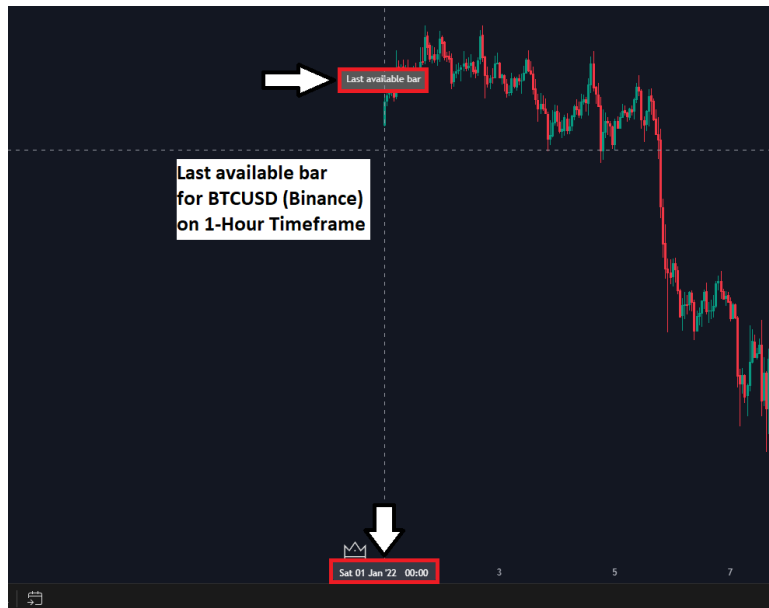 Last available bar
Last available bar
for BTCUSD (Binance)
on 1-Hour Timeframe
Sat 01 Jan '22 00:00 3 5 7